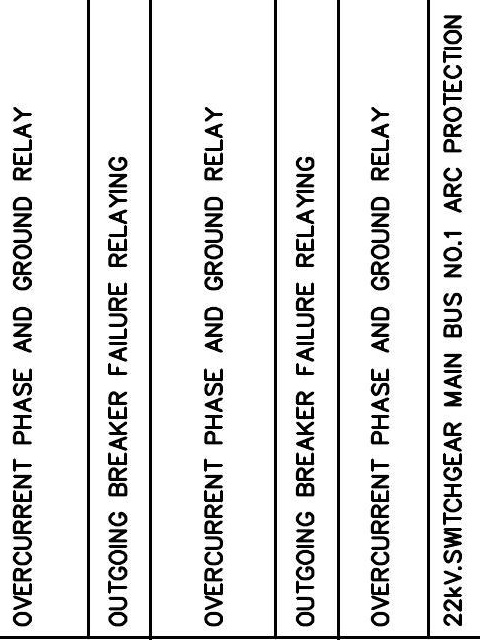 OVERCURRENT PHASE AND GROUND RELAY
OUTGOING BREAKER FAILURE RELAYING
OVERCURRENT PHASE AND GROUND RELAY
OUTGOING BREAKER FAILURE RELAYING
OVERCURRENT PHASE AND GROUND RELAY
22kV.SWITCHGEAR MAIN BUS NO.1 ARC PROTECTION